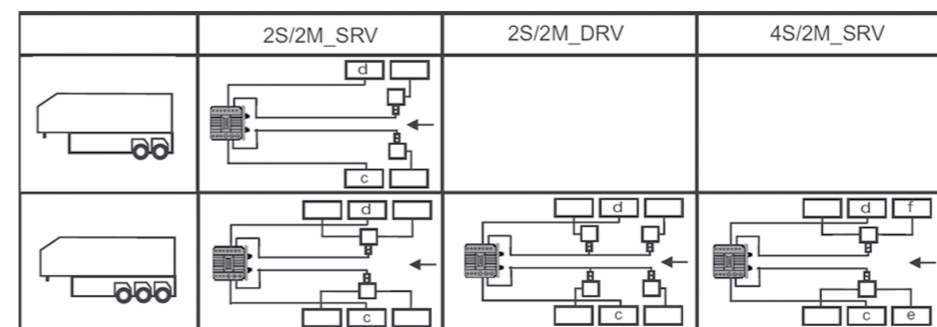 2S/2M_SRV 2S/2M_DRV 4S/2M_SRV
d
c
d d d f
c c c e